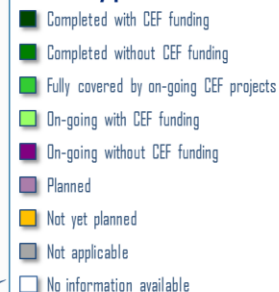 Completed with CEF funding
Completed without CEF funding
Fully covered by on-going CEF projects
On-going with CEF funding
On-going without CEF funding
Planned
Not yet planned
Not applicable
No information available